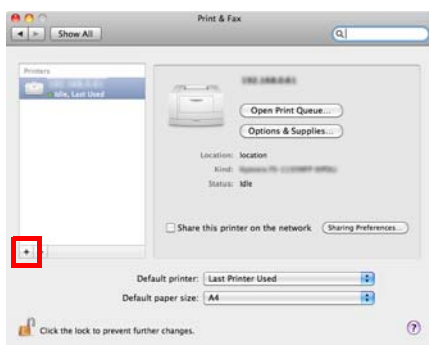 Print & Fax
Show All
Printers
Idle, Last Used
Open Print Queue...
Options & Supplies...
Location: location
Kind:
Status: Idle
Share this printer on the network
Sharing Preferences...
Default printer: Last Printer Used
Default paper size: A4
Click the lock to prevent further changes.